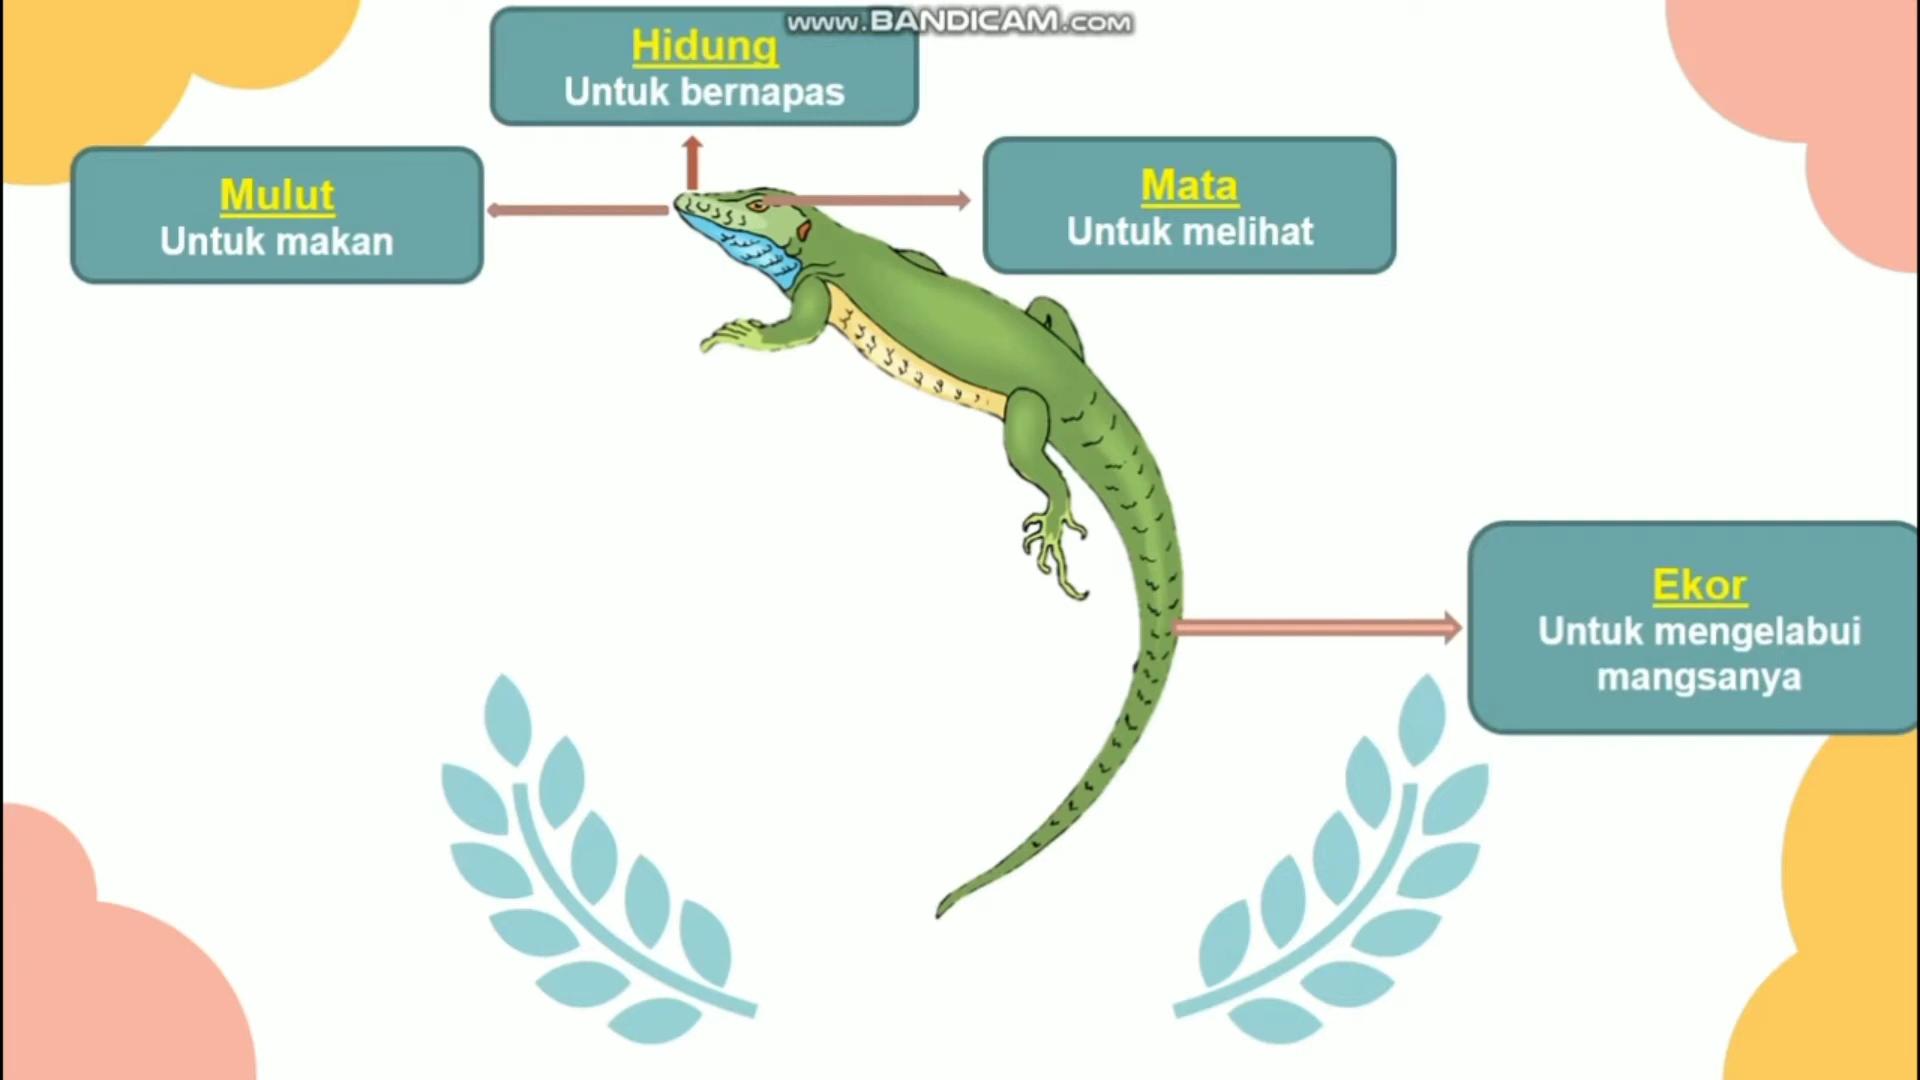 www.BANDICAM.com
Hidung
Untuk bernapas
Mulut
Untuk makan
Mata
Untuk melihat
Ekor
Untuk mengelabui
mangsanya